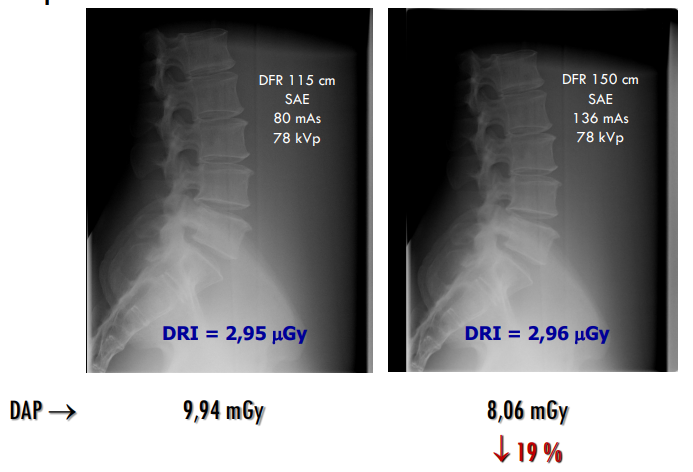 DFR 115 cm
SAE
80 mAs
78 kVp
DRI = 2,95 µGy
DFR 150 cm
SAE
136 mAs
78 kVp
DRI = 2,96 µGy
DAP → 9,94 mGy 8,06 mGy
↓ 19 %